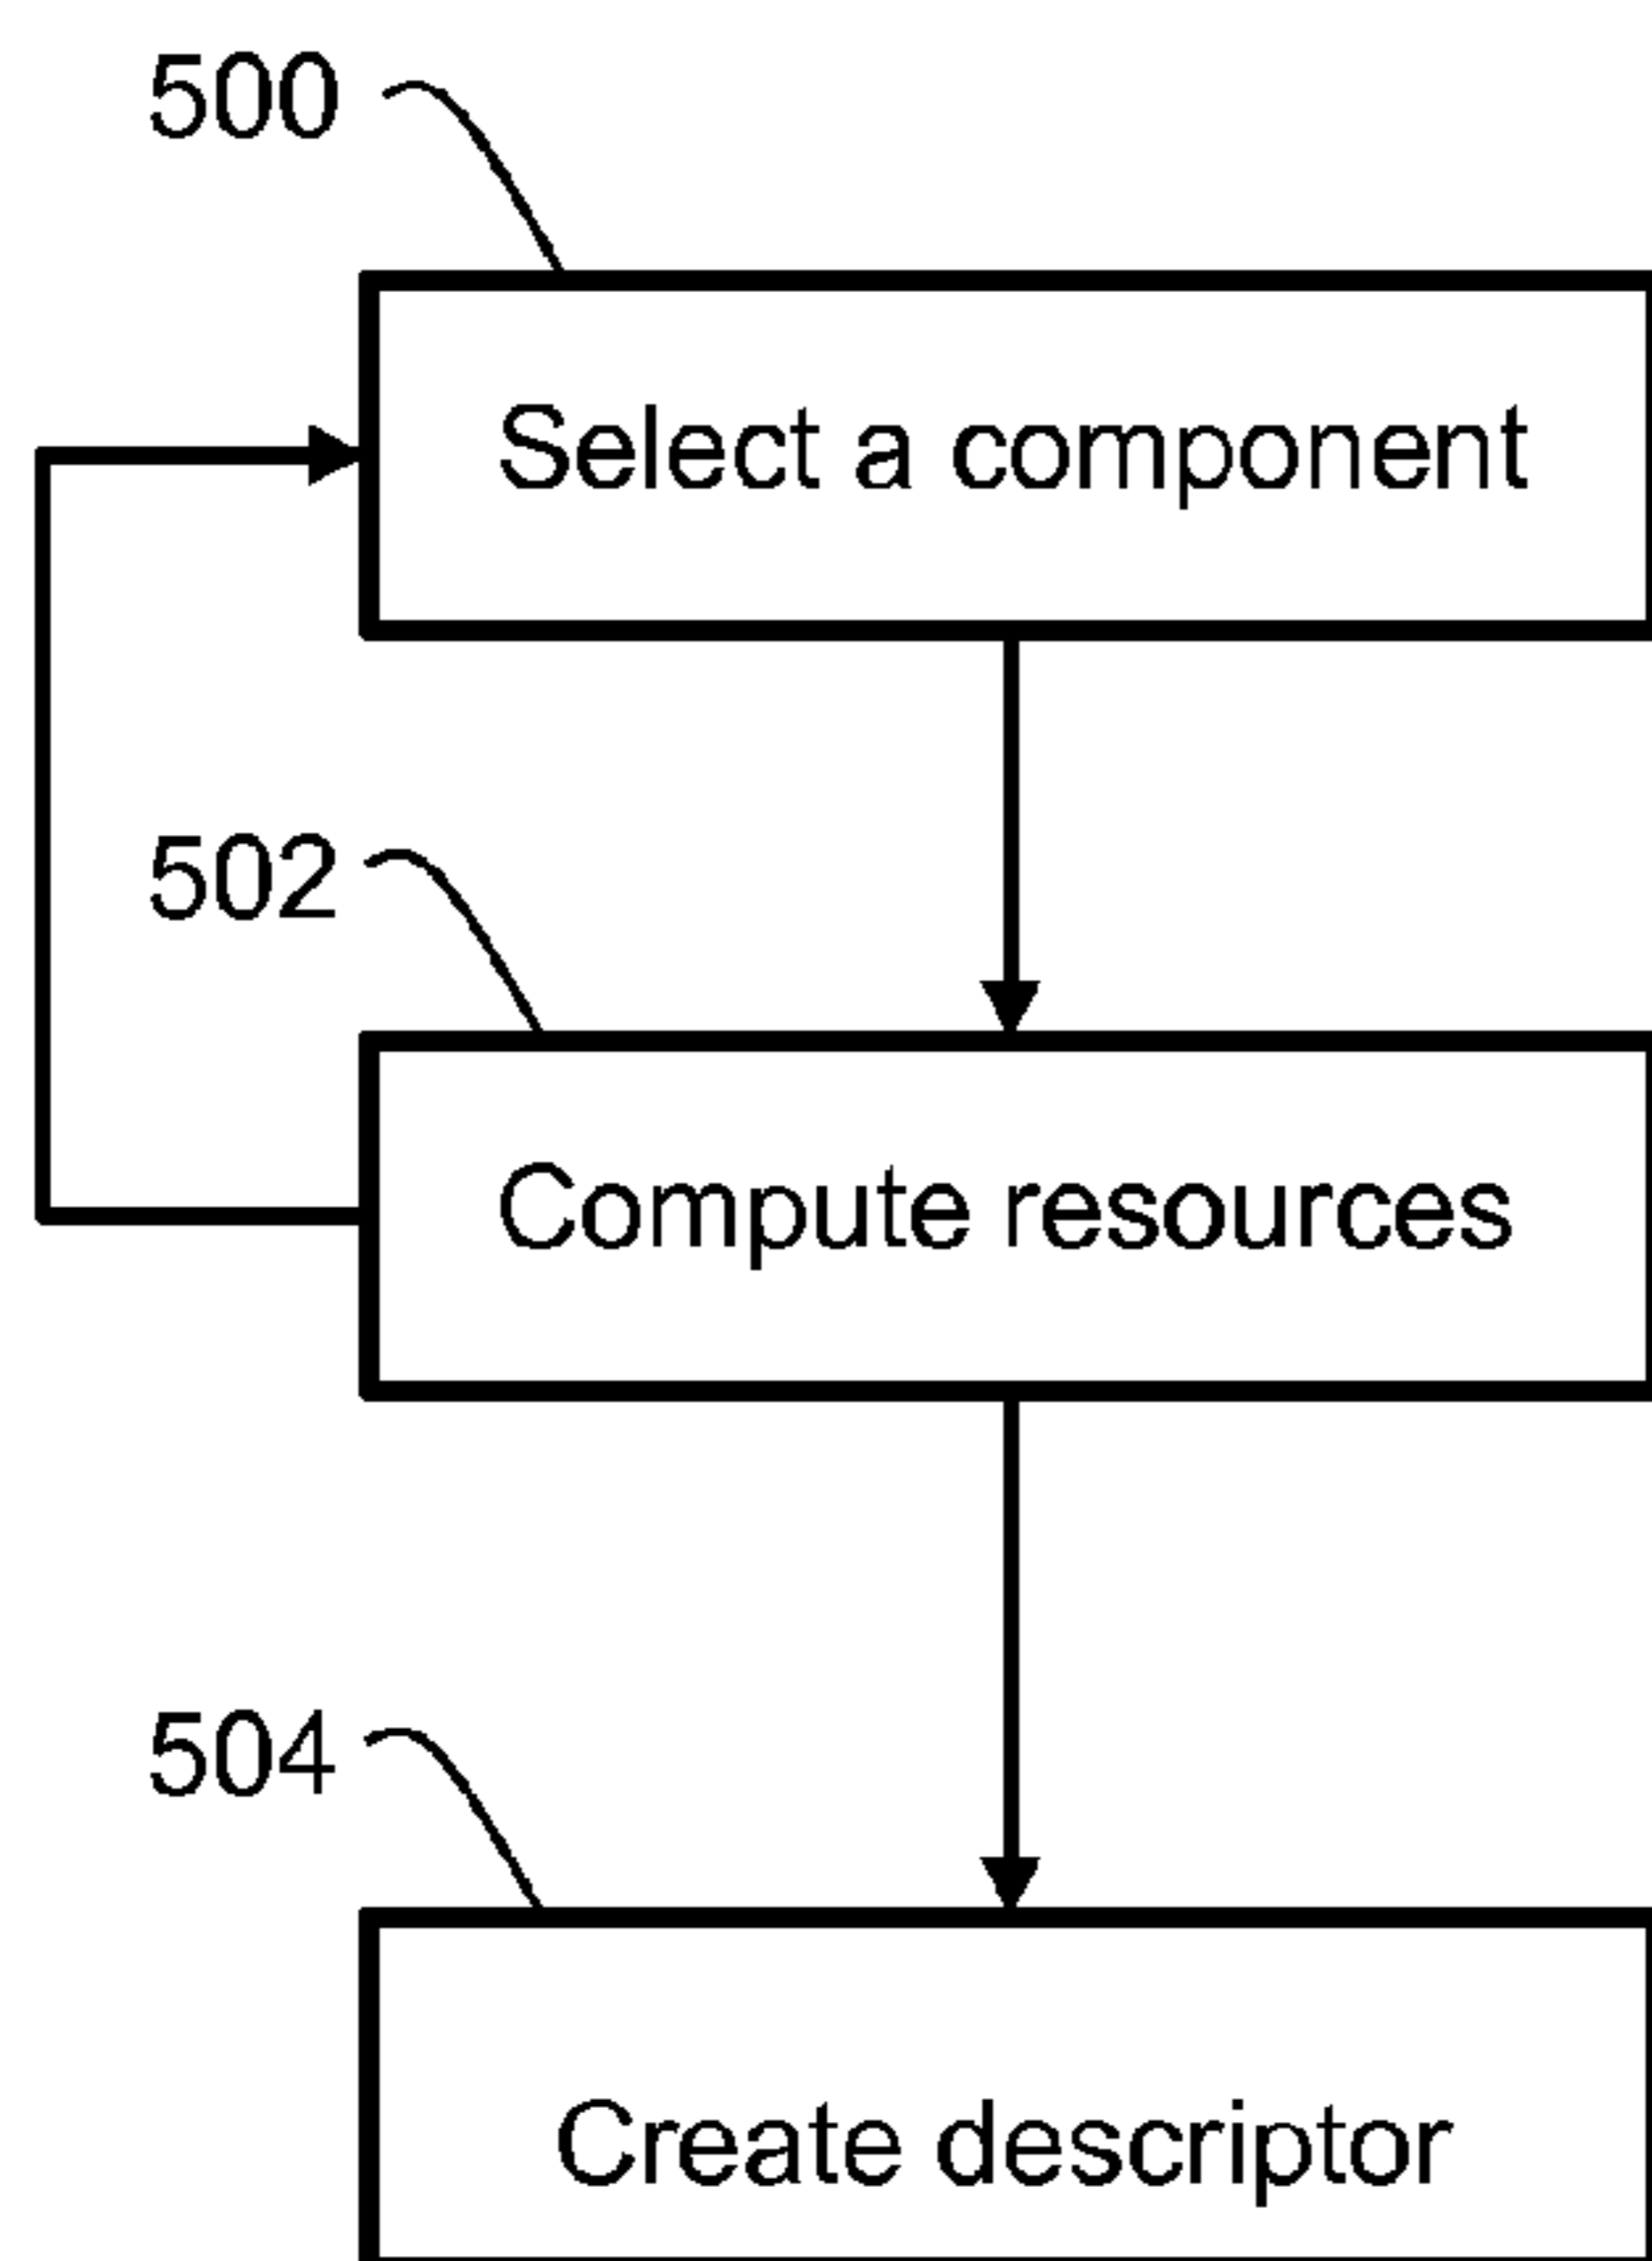 500
Select a component
502
Compute resources
504
Create descriptor